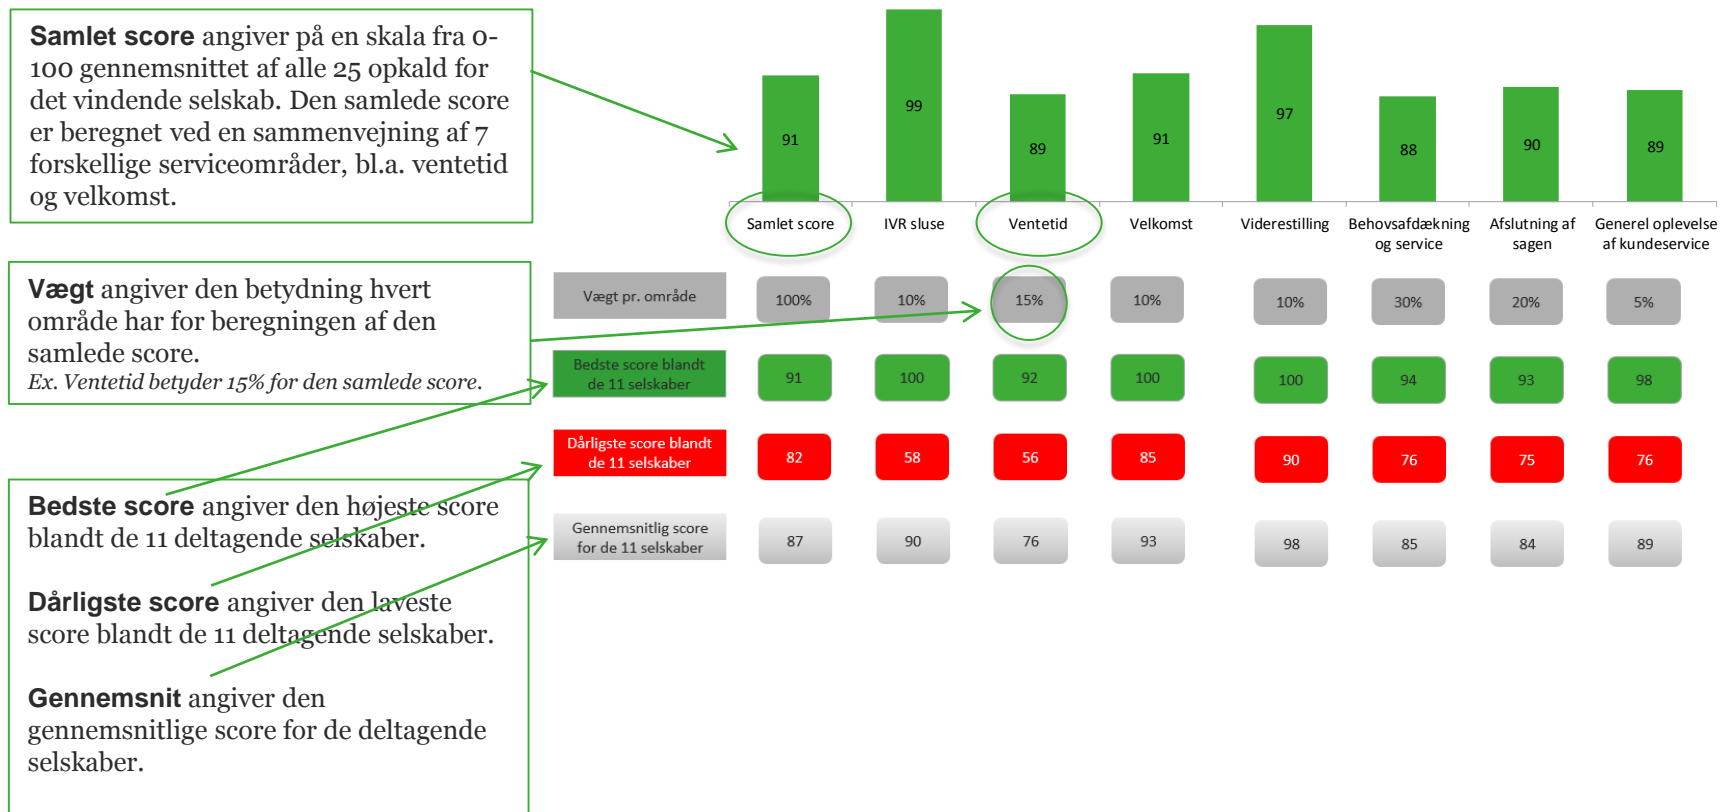 Samlet score angiver på en skala fra 0-
100 gennemsnittet af alle 25 opkald for
det vindende selskab. Den samlede score
er beregnet ved en sammenvejning af 7
forskellige serviceområder, bl.a. ventetid
og velkomst.
91
99
89
91
97
88
90
89
Samlet score
IVR sluse
Ventetid
Velkomst
Viderestilling
Behovsafdækning
og service
Afslutning af
sagen
Generel oplevelse
af kundeservice
Vægt angiver den betydning hvert
område har for beregningen af den
samlede score.
Ex. Ventetid betyder 15% for den samlede score.
Vægt pr. område
100%
10%
15%
10%
10%
30%
20%
5%
Bedste score blandt
de 11 selskaber
91
100
92
100
100
94
93
98
Dårligste score blandt
de 11 selskaber
82
58
56
85
90
76
75
76
Gennemsnitlig score
for de 11 selskaber
87
90
76
93
98
85
84
89
Bedste score angiver den højeste score
blandt de 11 deltagende selskaber.
Dårligste score angiver den laveste
score blandt de 11 deltagende selskaber.
Gennemsnit angiver den
gennemsnitlige score for de deltagende
selskaber.